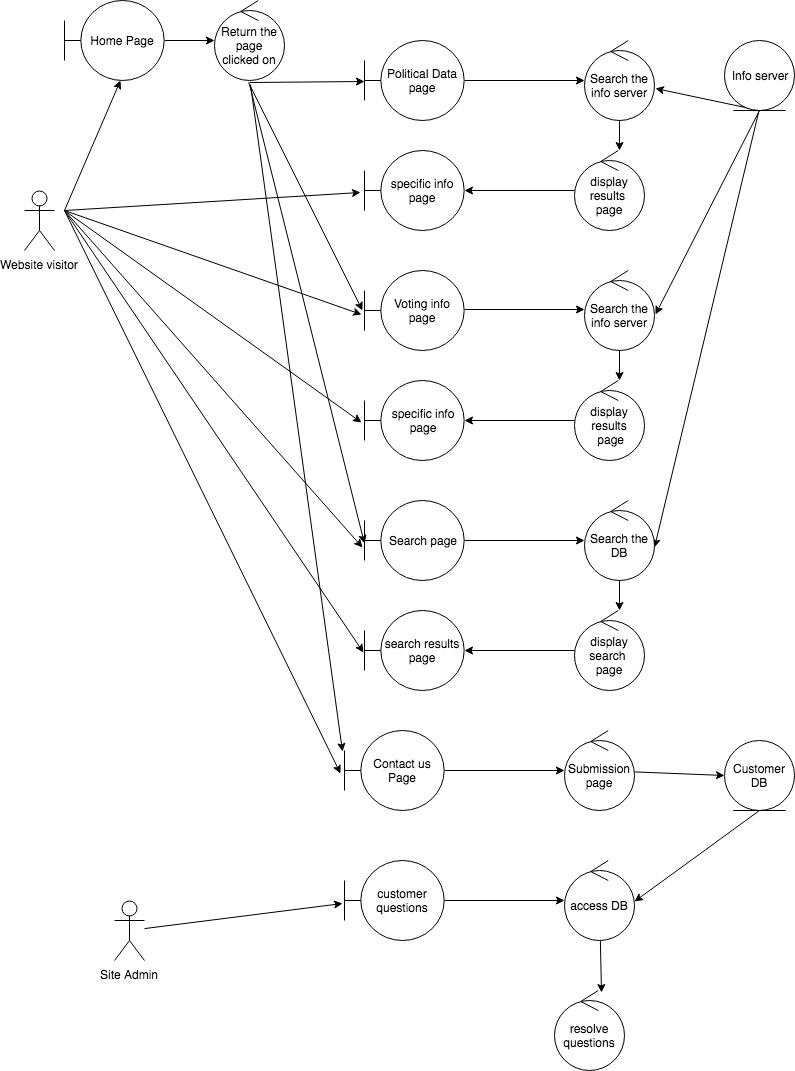 Home Page
Return the
page
clicked on
Political Data
page
Search the
info server
Info server
specific info
page
display
results
page
Website visitor
Voting info
page
Search the
info server
specific info
page
display
results
page
Search page
Search the
DB
search results
page
display
search
page
Contact us
Page
Submission
page
Customer
DB
customer
questions
access DB
Site Admin
resolve
questions